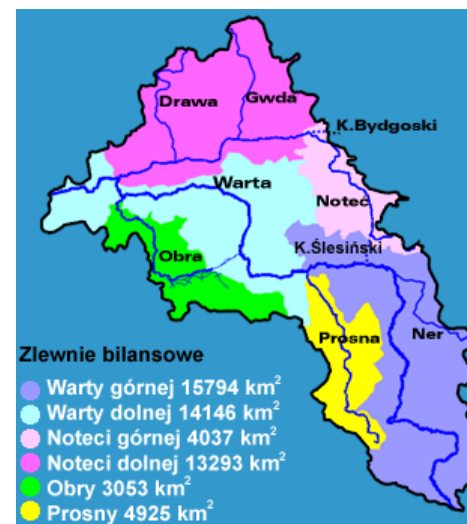 Drawa
Gwda
K.Bydgoski
Warta
Noteć
K.Ślesiński
Obra
Prosna
Ner
Zlewnie bilansowe
Warty górnej 15794 km²
Warty dolnej 14146 km²
Noteci górnej 4037 km²
Noteci dolnej 13293 km²
Obry 3053 km²
Prosny 4925 km²